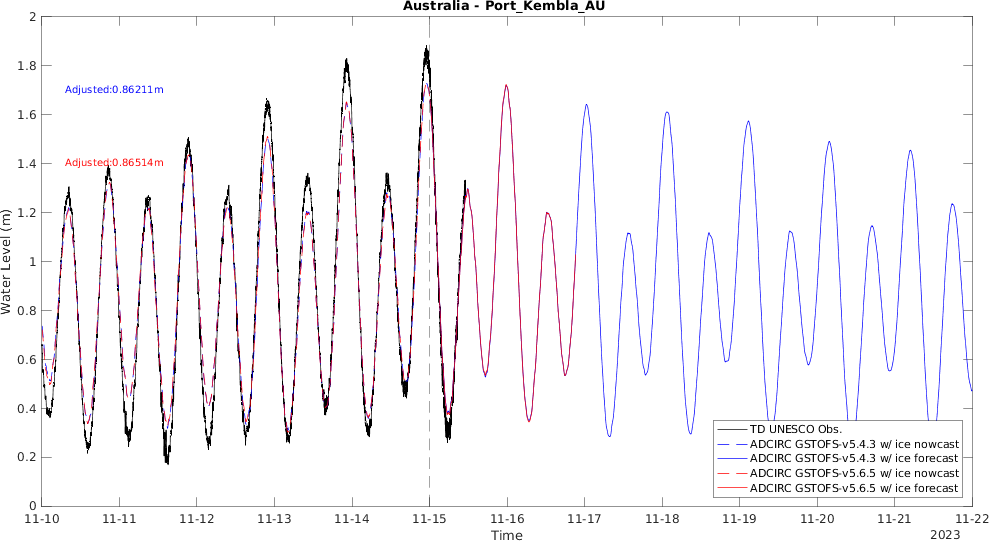 Australia - Port_Kembla_AU
2
1.8
1.6
1.4
1.2
1
0.8
0.6
0.4
0.2
0
Water Level (m)
Adjusted:0.86211m
Adjusted:0.86514m
TD UNESCO Obs.
ADCIRC GSTOFS-v5.4.3 w/ ice nowcast
ADCIRC GSTOFS-v5.4.3 w/ ice forecast
ADCIRC GSTOFS-v5.6.5 w/ ice nowcast
ADCIRC GSTOFS-v5.6.5 w/ ice forecast
11-10 11-11 11-12 11-13 11-14 11-15 11-16 11-17 11-18 11-19 11-20 11-21 11-22
Time
2023